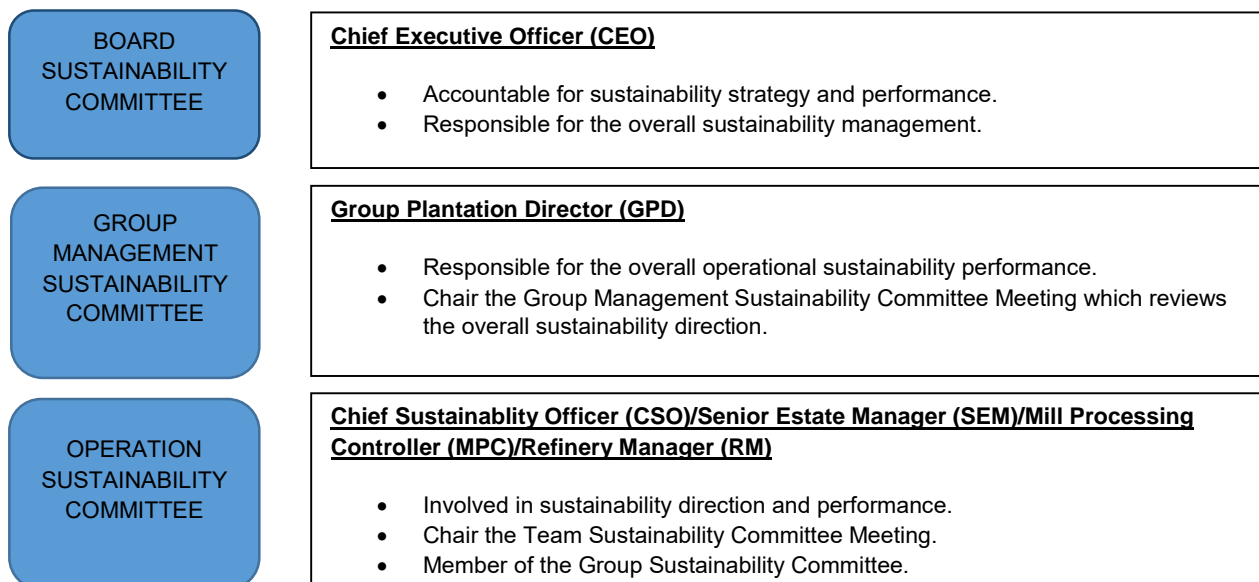 BOARD
SUSTAINABILITY
COMMITTEE
Chief Executive Officer (CEO)
• Accountable for sustainability strategy and performance.
• Responsible for the overall sustainability management.
GROUP
MANAGEMENT
SUSTAINABILITY
COMMITTEE
Group Plantation Director (GPD)
• Responsible for the overall operational sustainability performance.
• Chair the Group Management Sustainability Committee Meeting which reviews
the overall sustainability direction.
OPERATION
SUSTAINABILITY
COMMITTEE
Chief Sustainablity Officer (CSO)/Senior Estate Manager (SEM)/Mill Processing
Controller (MPC)/Refinery Manager (RM)
• Involved in sustainability direction and performance.
• Chair the Team Sustainability Committee Meeting.
• Member of the Group Sustainability Committee.